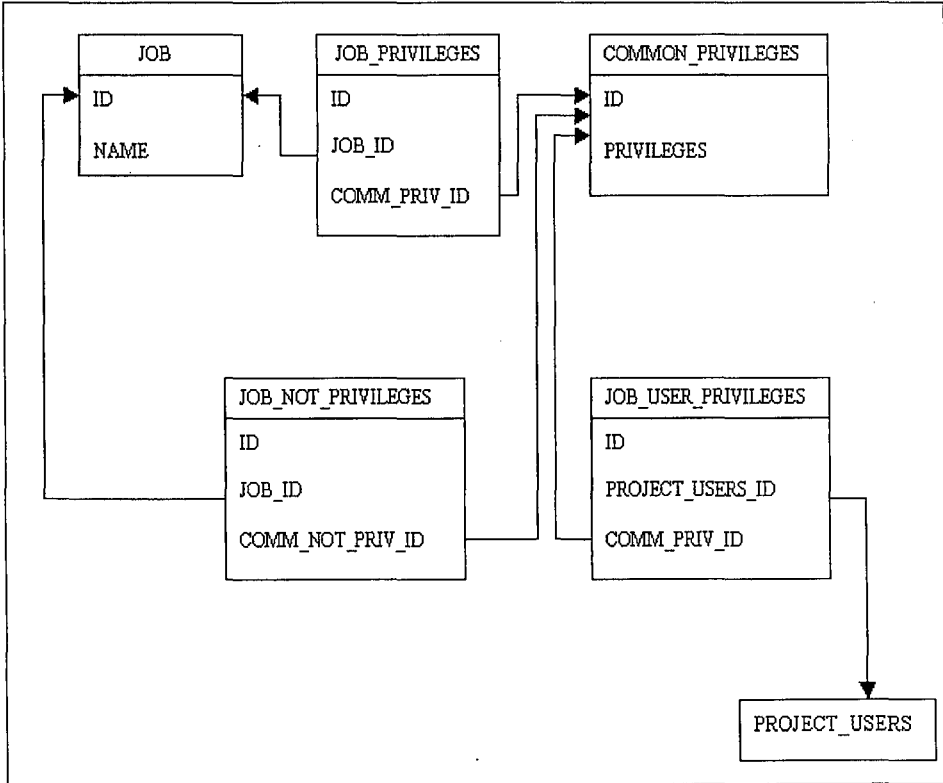 JOB
ID
NAME
JOB_PRIVILEGES
ID
JOB_ID
COMM_PRIV_ID
COMMON_PRIVILEGES
ID
PRIVILEGES
JOB_NOT_PRIVILEGES
ID
JOB_ID
COMM_NOT_PRIV_ID
JOB_USER_PRIVILEGES
ID
PROJECT_USERS_ID
COMM_PRIV_ID
PROJECT_USERS